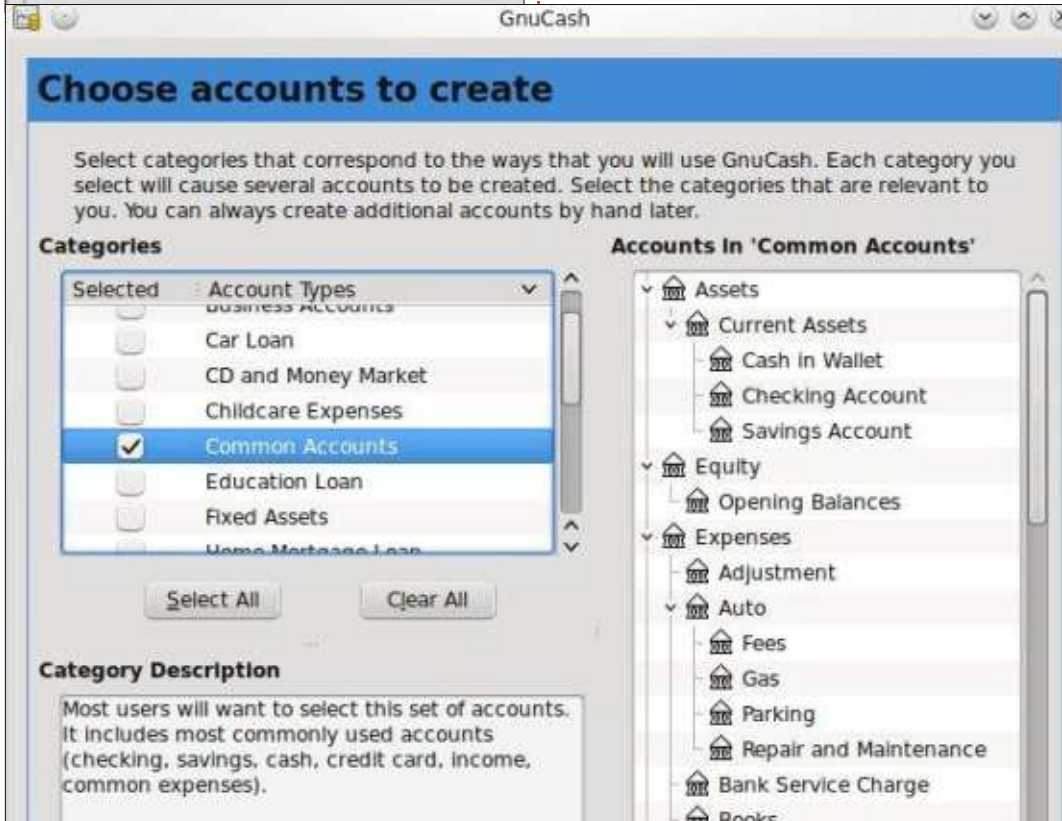 GnuCash
Choose accounts to create
Select categories that correspond to the ways that you will use GnuCash. Each category you
select will cause several accounts to be created. Select the categories that are relevant to
you. You can always create additional accounts by hand later.
Categories
Selected Account Types
Business Accounts
Car Loan
CD and Money Market
Childcare Expenses
Common Accounts
Education Loan
Fixed Assets
Home Mortgage Loan
Select All Clear All
Category Description
Most users will want to select this set of accounts.
It includes most commonly used accounts
(checking, savings, cash, credit card, income,
common expenses).
Accounts in 'Common Accounts'
Assets
Current Assets
Cash in Wallet
Checking Account
Savings Account
Equity
Opening Balances
Expenses
Adjustment
Auto
Fees
Gas
Parking
Repair and Maintenance
Bank Service Charge
Books